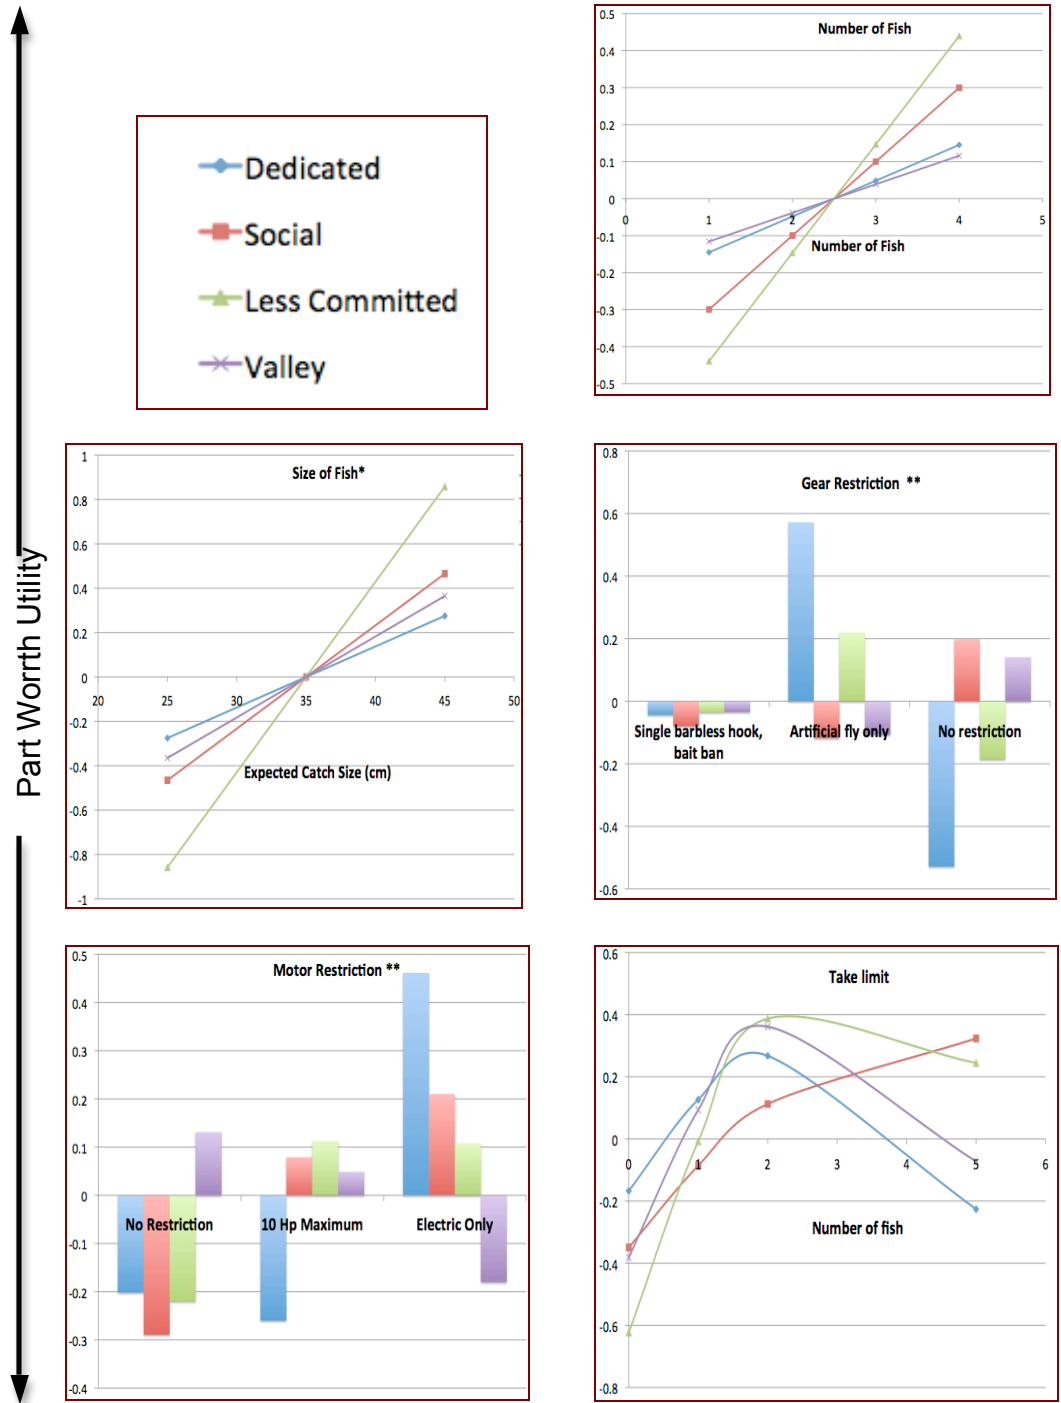 Part Worrth Utility
Dedicated
Social
Less Committed
Valley
Number of Fish
0.5
0.4
0.3
0.2
0.1
0
-0.1
-0.2
-0.3
-0.4
-0.5
0 1 2 3 4 5
Number of Fish
Size of Fish*
1
0.8
0.6
0.4
0.2
0
-0.2
-0.4
-0.6
-0.8
-1
20 25 30 35 40 45 50
Expected Catch Size (cm)
Gear Restriction **
0.8
0.6
0.4
0.2
0
-0.2
-0.4
-0.6
Single barbless hook, Artificial fly only No restriction
bait ban
Motor Restriction **
0.5
0.4
0.3
0.2
0.1
0
-0.1
-0.2
-0.3
-0.4
No Restriction 10 Hp Maximum Electric Only
Take limit
0.6
0.4
0.2
0
-0.2
-0.4
-0.6
-0.8
0 1 2 3 4 5 6
Number of fish